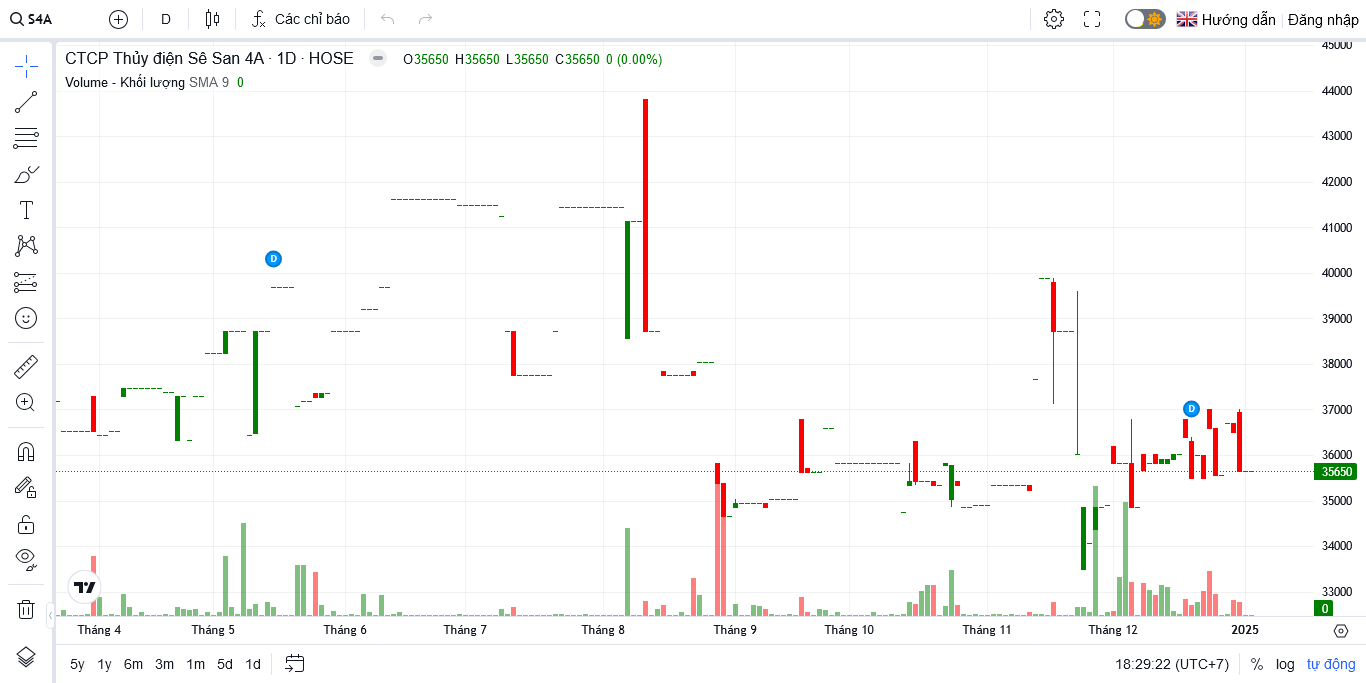 S4A D Các chỉ báo Hướng dẫn Đăng nhập
CTCP Thủy điện Sê San 4A · 1D · HOSE O35650 H35650 L35650 C35650 0 (0.00%)
Volume - Khối lượng SMA 9 0
45000
44000
43000
42000
41000
D
40000
39000
38000
37000
D
36000
35650
35000
34000
33000
0
Tháng 4 Tháng 5 Tháng 6 Tháng 7 Tháng 8 Tháng 9 Tháng 10 Tháng 11 Tháng 12 2025
5y 1y 6m 3m 1m 5d 1d 18:29:22 (UTC+7) % log tự động